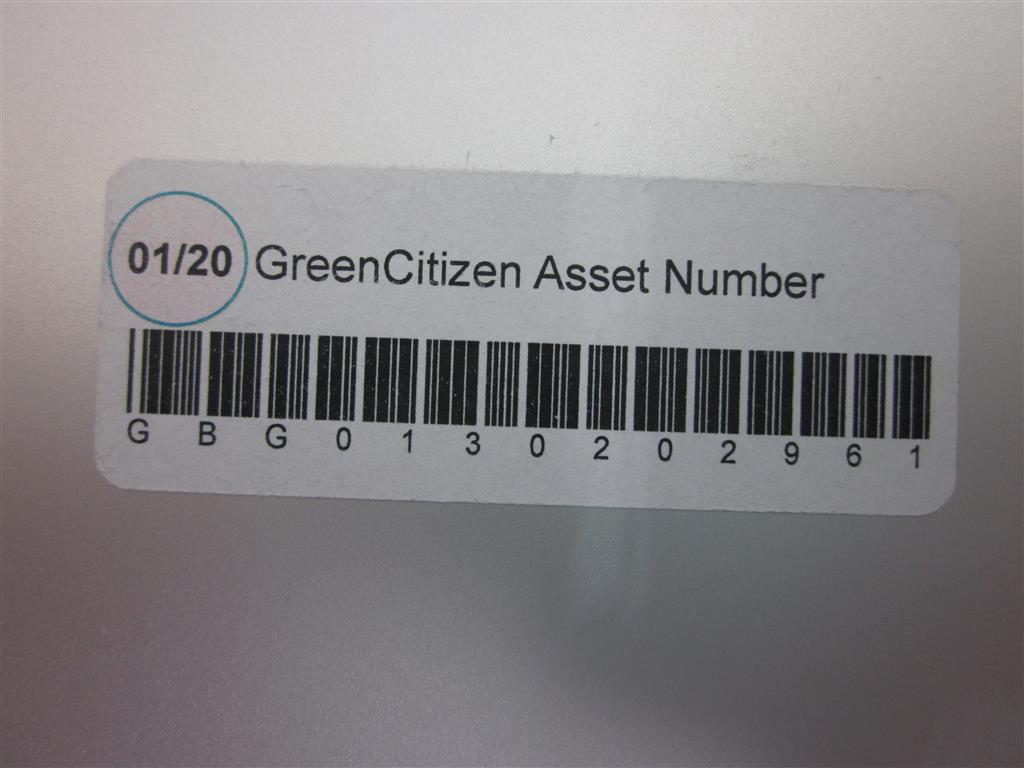 01/20 GreenCitizen Asset Number
G B G 0 1 3 0 2 0 2 9 6 1